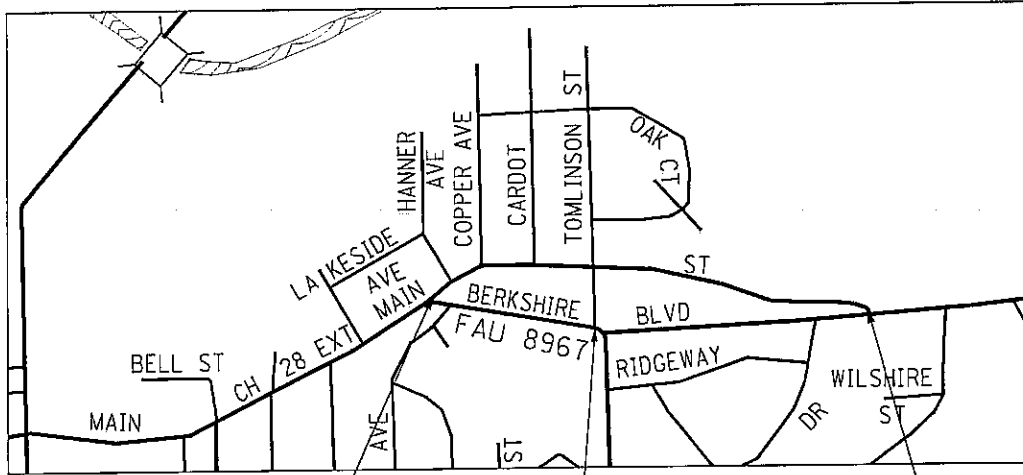 HANNER
AVE
COPPER AVE
CARDOT
TOMLINSON ST
OAK CT
LAKESIDE
AVE
MAIN
ST
BERKSHIRE
BLVD
FAU 8967
RIDGEWAY
WILSHIRE
ST
DR
BELL ST
CH 28 EXT
MAIN
AVE
ST